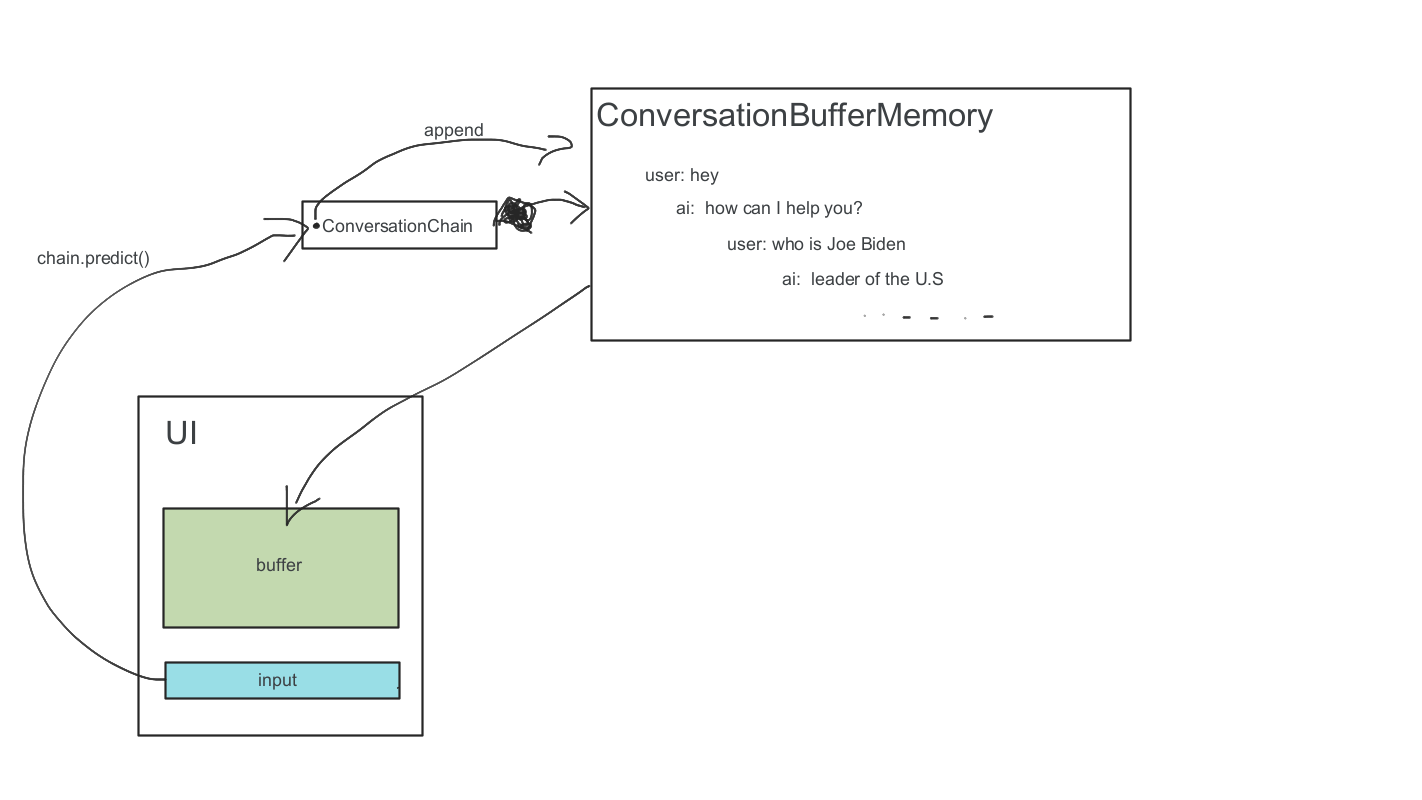 ConversationBufferMemory
append
user: hey
ai: how can I help you?
ConversationChain
user: who is Joe Biden
chain.predict()
ai: leader of the U.S
UI
buffer
input